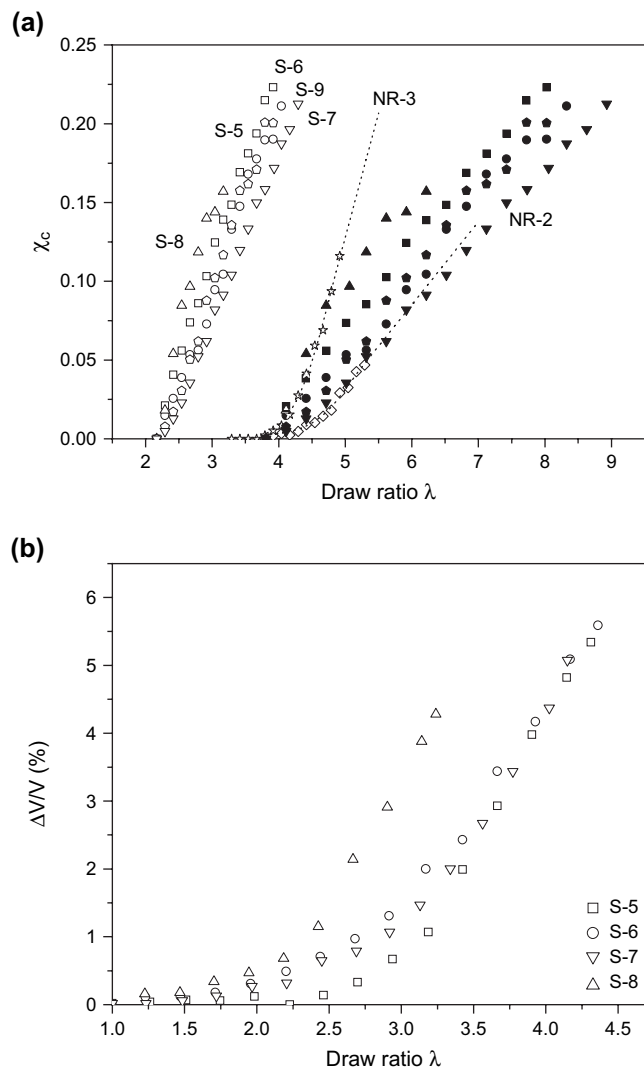 (a)
0.25
0.20
0.15
0.10
0.05
0.00
χc
S-6
S-9
S-7
S-5
S-8
NR-3
NR-2
2 3 4 5 6 7 8 9
Draw ratio λ
(b)
6
5
4
3
2
1
0
ΔV/V (%)
S-5
S-6
S-7
S-8
1.0 1.5 2.0 2.5 3.0 3.5 4.0 4.5
Draw ratio λ